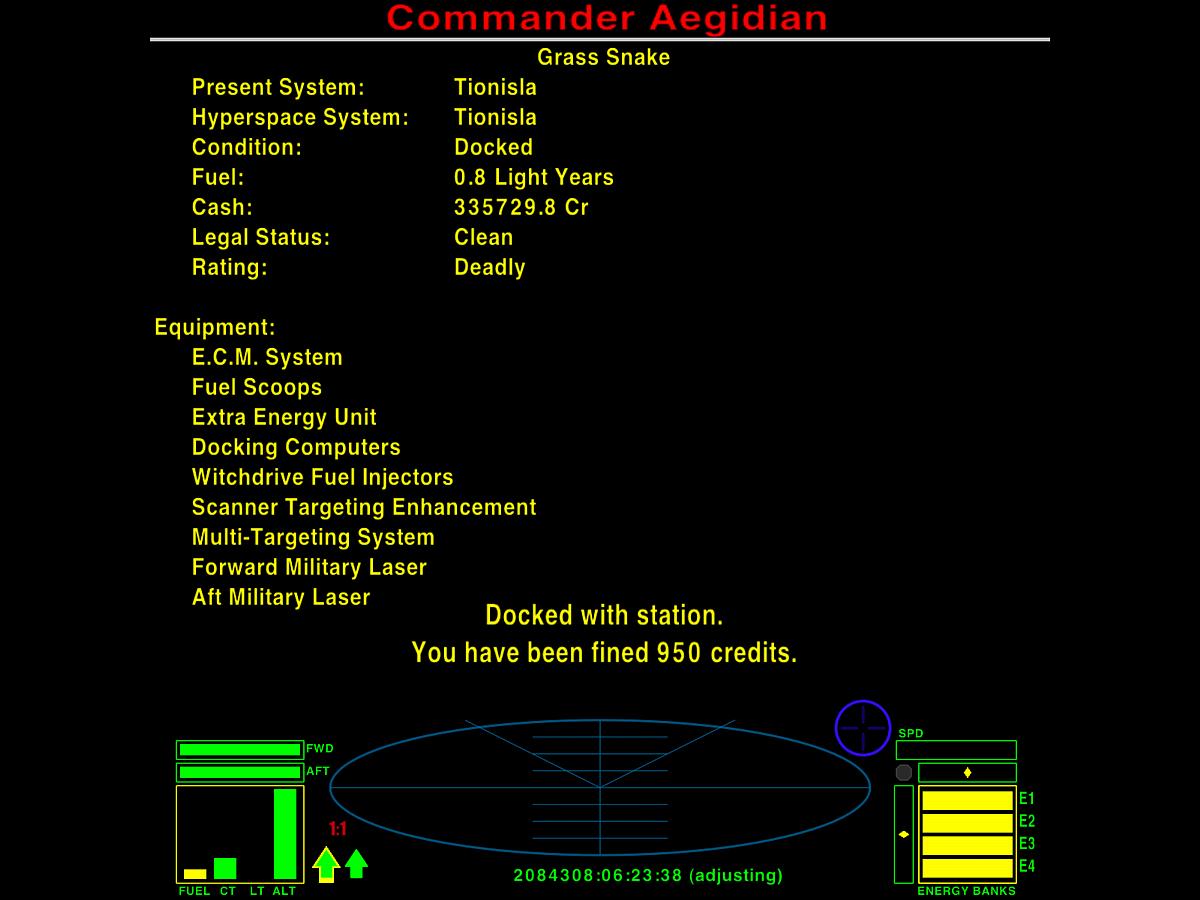 Commander Aegidian
Grass Snake
Present System: Tionisla
Hyperspace System: Tionisla
Condition: Docked
Fuel: 0.8 Light Years
Cash: 335729.8 Cr
Legal Status: Clean
Rating: Deadly
Equipment:
E.C.M. System
Fuel Scoops
Extra Energy Unit
Docking Computers
Witchdrive Fuel Injectors
Scanner Targeting Enhancement
Multi-Targeting System
Forward Military Laser
Aft Military Laser
Docked with station.
You have been fined 950 credits.
FWD
AFT
1:1
FUEL CT LT ALT
2084308:06:23:38 (adjusting)
SPD
E1
E2
E3
E4
ENERGY BANKS